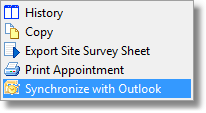 History
Copy
Export Site Survey Sheet
Print Appointment
Synchronize with Outlook